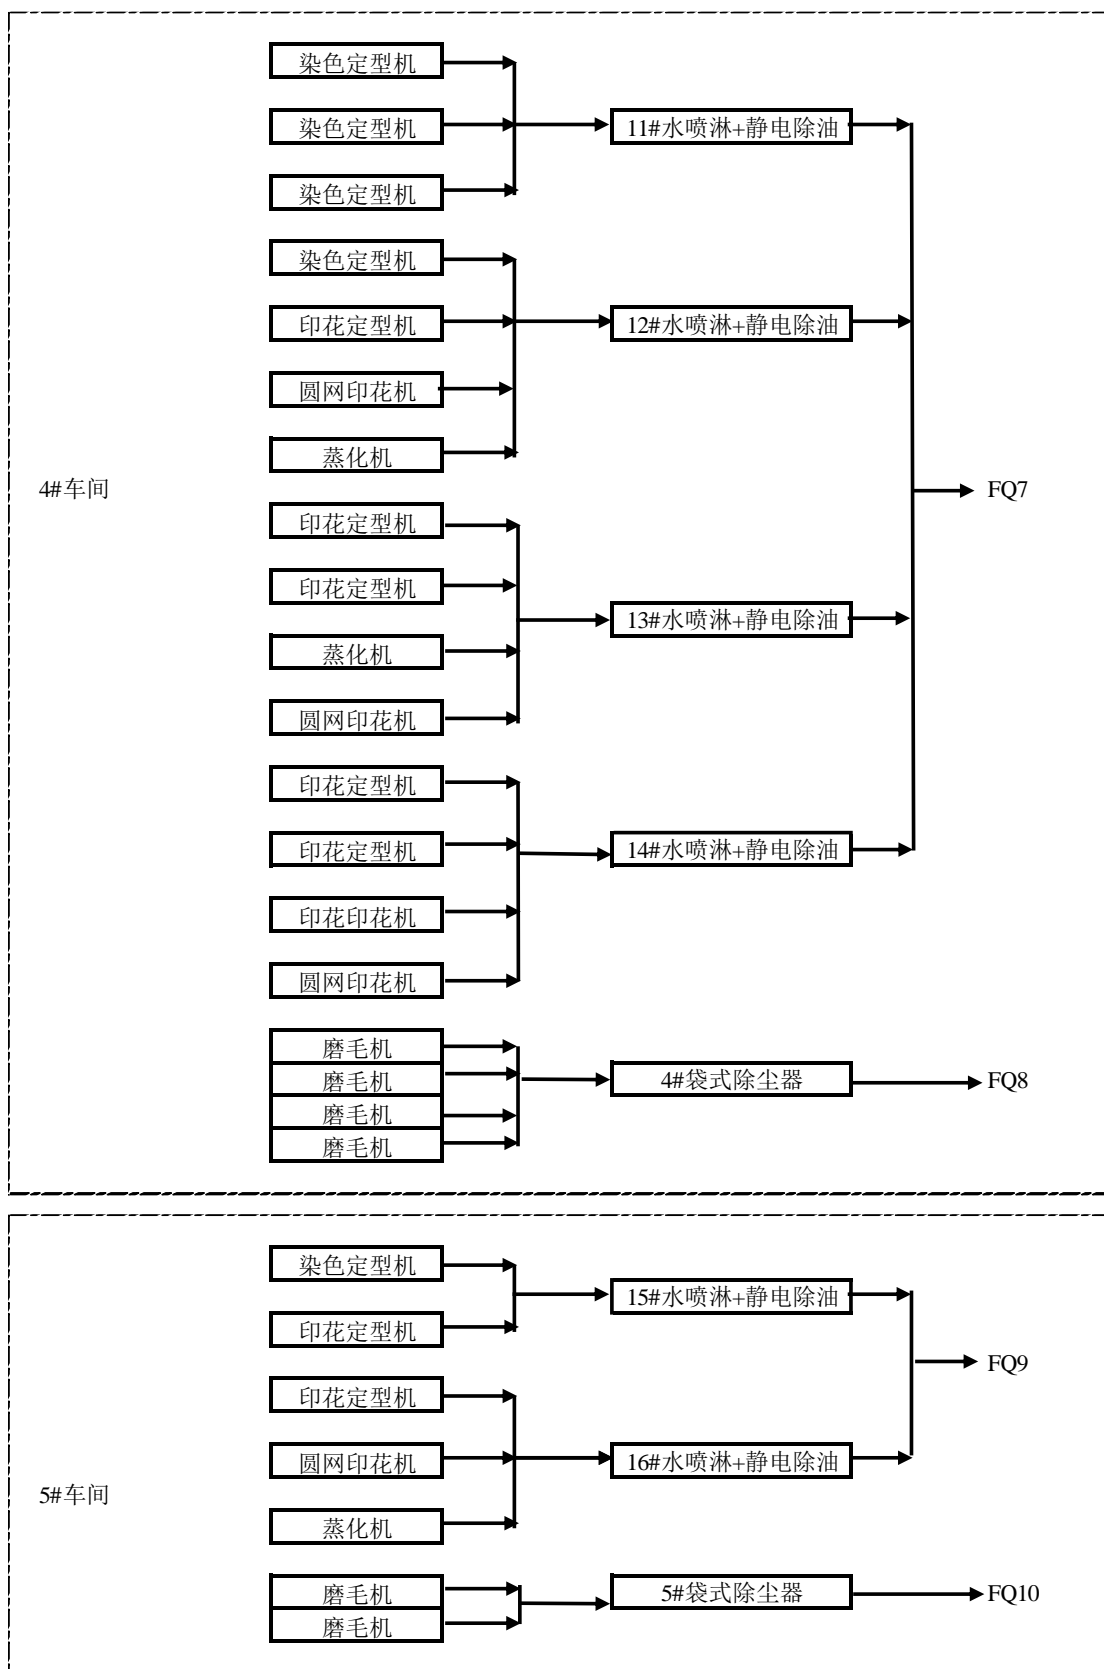 染色定型机
染色定型机
11#水喷淋+静电除油
染色定型机
染色定型机
印花定型机
12#水喷淋+静电除油
圆网印花机
蒸化机
4#车间
FQ7
印花定型机
印花定型机
13#水喷淋+静电除油
蒸化机
圆网印花机
印花定型机
印花定型机
14#水喷淋+静电除油
印花印花机
圆网印花机
磨毛机
磨毛机
4#袋式除尘器
FQ8
磨毛机
磨毛机
染色定型机
15#水喷淋+静电除油
印花定型机
FQ9
印花定型机
圆网印花机
16#水喷淋+静电除油
5#车间
蒸化机
磨毛机
5#袋式除尘器
FQ10
磨毛机